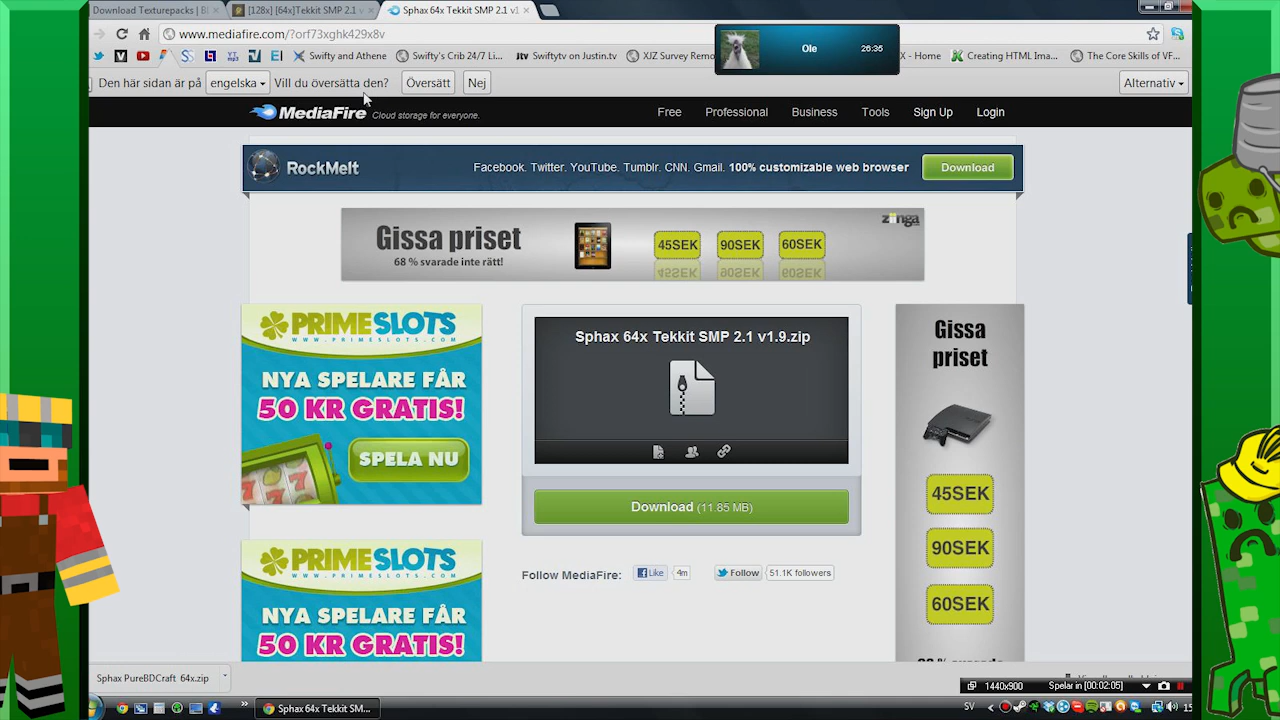 Download Texturepacks | Bl
[128x] [64x]Tekkit SMP 2.1 v
Sphax 64x Tekkit SMP 2.1 v1
www.mediafire.com/?orf73xghk429x8v
Swifty and Athene
Swifty's Crib 24/7 Li...
jtv Swiftytv on Justin.tv
XJZ Survey Remo
X - Home
Creating HTML Ima...
The Core Skills of VF...
Ole
26:35
Den här sidan är på
engelska
Vill du översätta den?
Översätt
Nej
Alternativ
MediaFire
Cloud storage for everyone.
Free
Professional
Business
Tools
Sign Up
Login
RockMelt
Facebook. Twitter. YouTube. Tumblr. CNN. Gmail. 100% customizable web browser
Download
Gissa priset
68 % svarade inte rätt!
45SEK
90SEK
60SEK
ziinga
PRIMESLOTS
WWW.PRIMESLOTS.COM
NYA SPELARE FÅR
50 KR GRATIS!
SPELA NU
Sphax 64x Tekkit SMP 2.1 v1.9.zip
Download (11.85 MB)
Follow MediaFire:
Like
4m
Follow
51.1K followers
Gissa
priset
45SEK
90SEK
60SEK
PRIMESLOTS
WWW.PRIMESLOTS.COM
NYA SPELARE FÅR
50 KR GRATIS!
Sphax PureBDCraft 64x.zip
1440x900
Spelar in [00:02:05]
Sphax 64x Tekkit SM...
SV
15